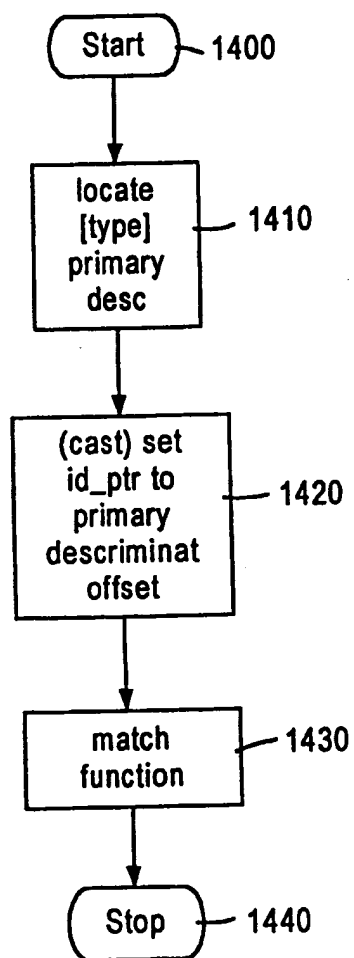 Start
1400
locate
[type]
primary
desc
1410
(cast) set
id_ptr to
primary
descriminat
offset
1420
match
function
1430
Stop
1440